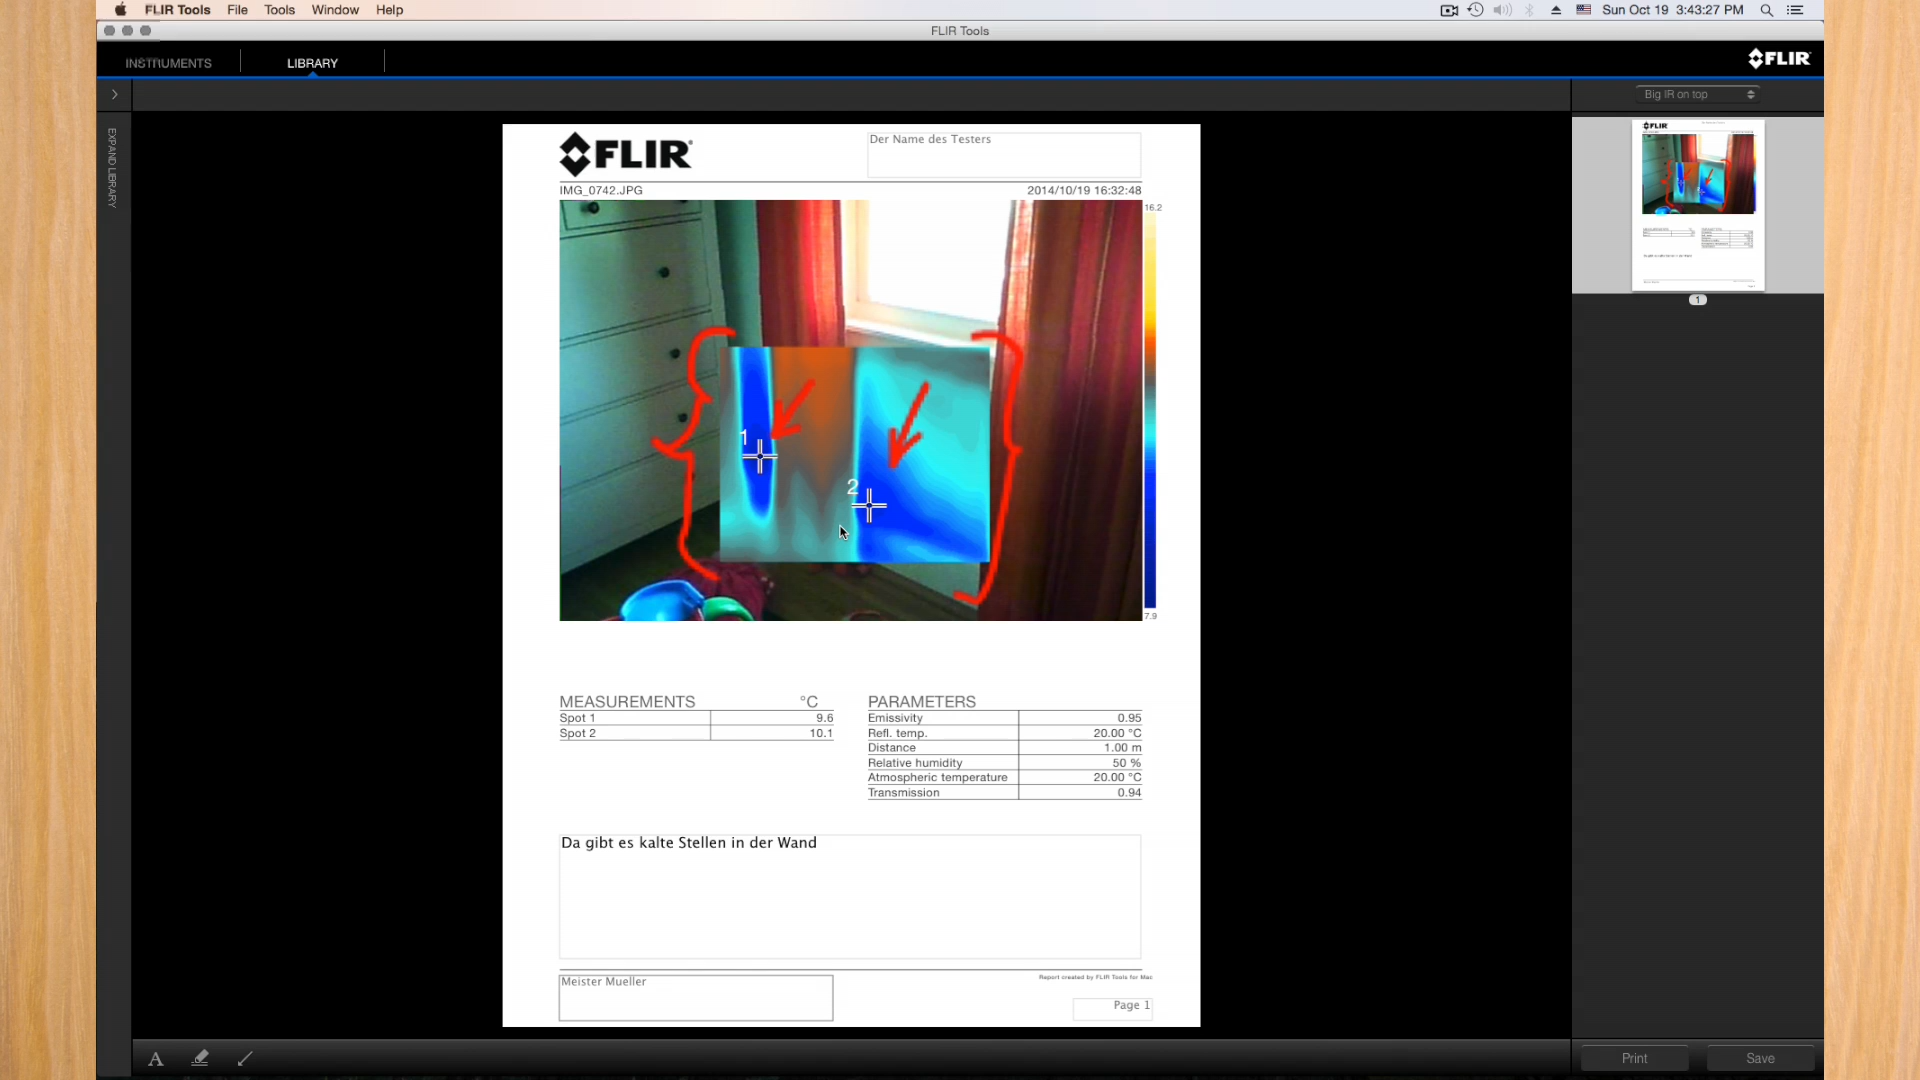 FLIR Tools File Tools Window Help
Sun Oct 19 3:43:27 PM
FLIR Tools
INSTRUMENTS LIBRARY
FLIR
Big IR on top
EXPAND LIBRARY
FLIR
Der Name des Testers
IMG_0742.JPG 2014/10/19 16:32:48
16.2
1
2
7.9
MEASUREMENTS °C
Spot 1 9.6
Spot 2 10.1
PARAMETERS
Emissivity 0.95
Refl. temp. 20.00 °C
Distance 1.00 m
Relative humidity 50 %
Atmospheric temperature 20.00 °C
Transmission 0.94
Da gibt es kalte Stellen in der Wand
Meister Mueller
Report created by FLIR Tools for Mac
Page 1
FLIR
1
A
Print Save